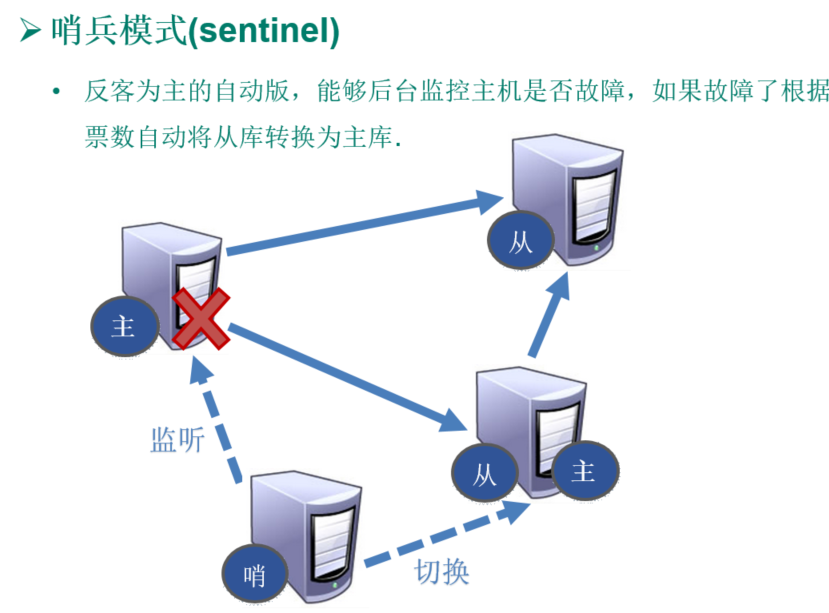 ➢ 哨兵模式(sentinel)
• 反客为主的自动版，能够后台监控主机是否故障，如果故障了根据
票数自动将从库转换为主库.
从
主
监听
从
主
哨
切换